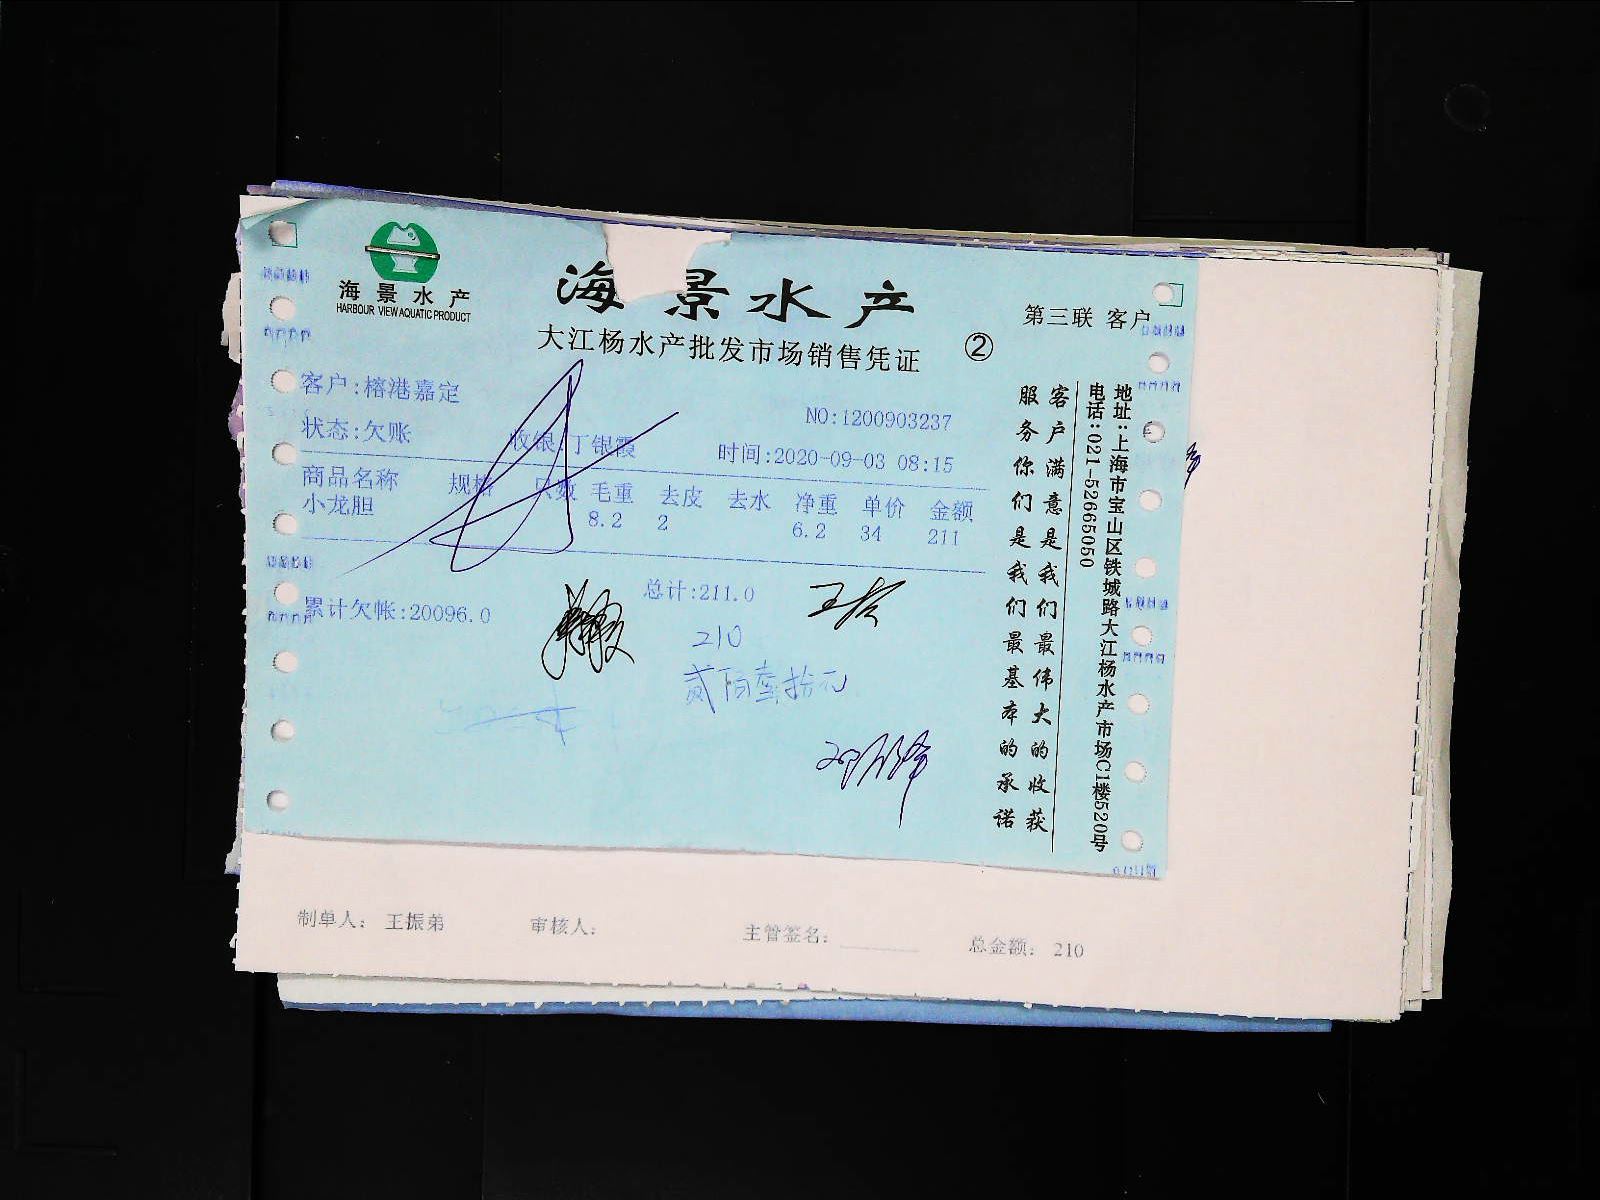 海景水产
HARBOUR VIEW AQUATIC PRODUCT
海景水产
大江杨水产批发市场销售凭证
②
第三联 客户
客户:榕港嘉定
NO:1200903237
状态:欠账 收银:丁银霞 时间:2020-09-03 08:15
商品名称 规格 只数 毛重 去皮 去水 净重 单价 金额
小龙胆 8.2 2 6.2 34 211
总计:211.0
累计欠帐:20096.0
210
贰佰壹拾元
客户满意是我们最伟大的收获
服务你们是我们最基本的承诺
地址:上海市宝山区铁城路大江杨水产市场C1楼520号
电话:021-52665050
制单人: 王振弟 审核人: 主管签名: 总金额: 210